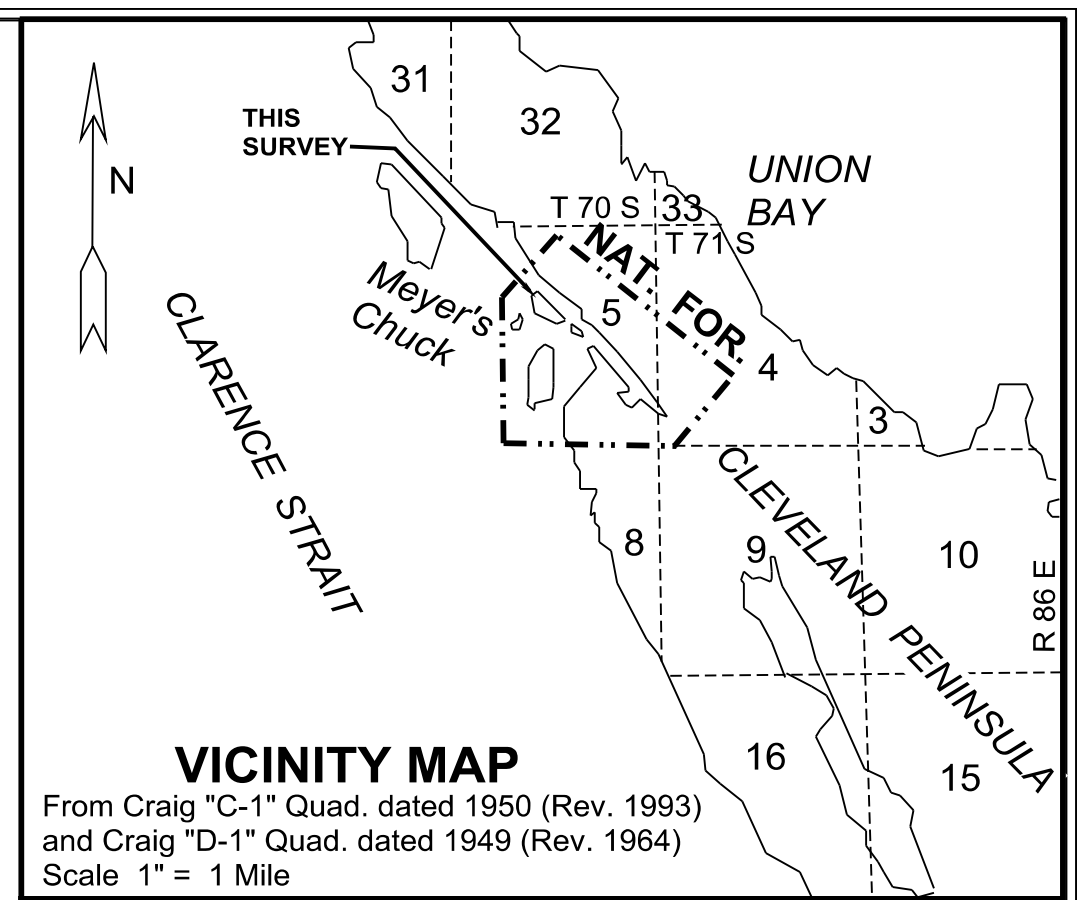 31
32
THIS
SURVEY
N
UNION
BAY
T 70 S
33
T 71 S
NAT. FOR.
Meyer's
Chuck
5
4
3
CLARENCE STRAIT
CLEVELAND PENINSULA
8
9
10
R 86 E
16
15
VICINITY MAP
From Craig "C-1" Quad. dated 1950 (Rev. 1993)
and Craig "D-1" Quad. dated 1949 (Rev. 1964)
Scale 1" = 1 Mile